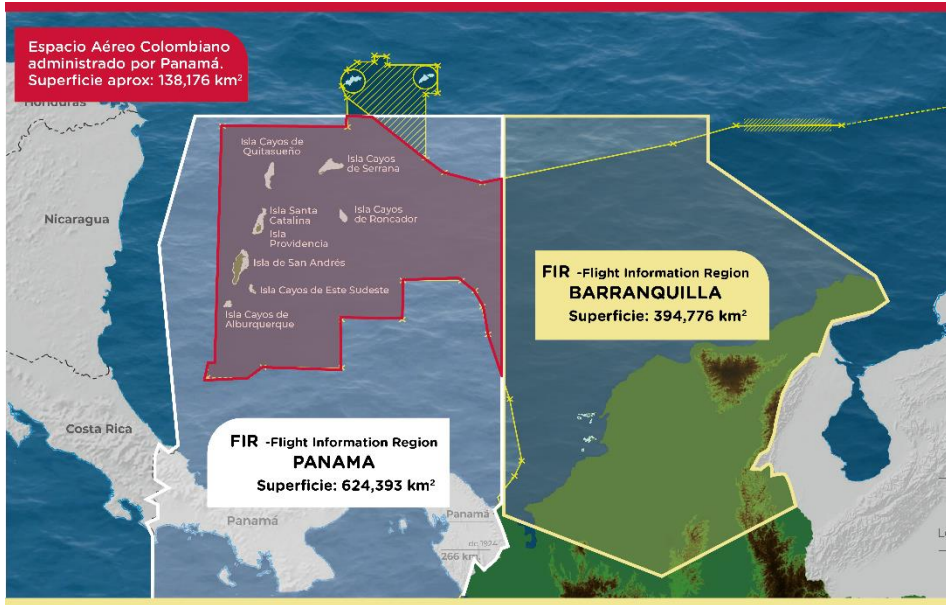 Espacio Aéreo Colombiano
administrado por Panamá.
Superficie aprox: 138,176 km²
Honduras
Isla Cayos de
Quitasueño
Isla Cayos
de Serrana
Nicaragua
Isla Santa
Catalina
Isla Cayos
de Roncador
Isla
Providencia
Isla de San Andrés
Isla Cayos de Este Sudeste
Isla Cayos de
Alburquerque
FIR -Flight Information Region
BARRANQUILLA
Superficie: 394,776 km²
Costa Rica
FIR -Flight Information Region
PANAMA
Superficie: 624,393 km²
Panamá
Panamá
de 1924
266 km.